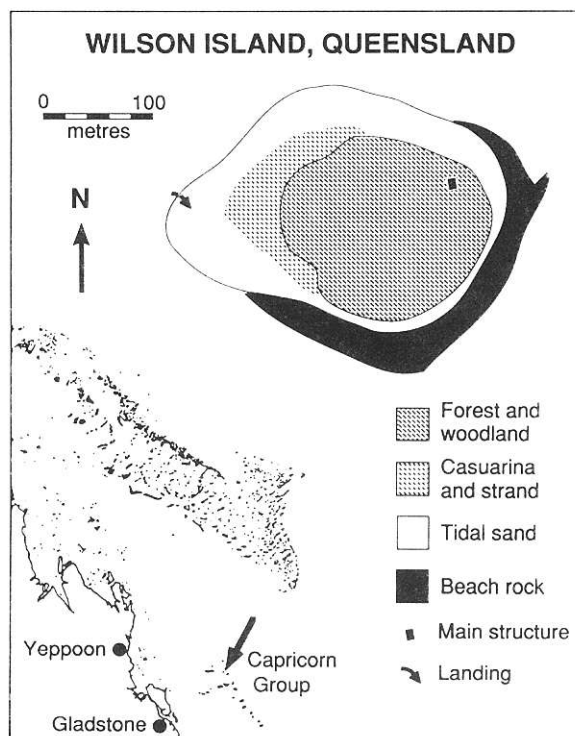 WILSON ISLAND, QUEENSLAND
0 100
metres
N
Forest and
woodland
Casuarina
and strand
Tidal sand
Beach rock
Main structure
Landing
Yeppoon
Capricorn
Group
Gladstone